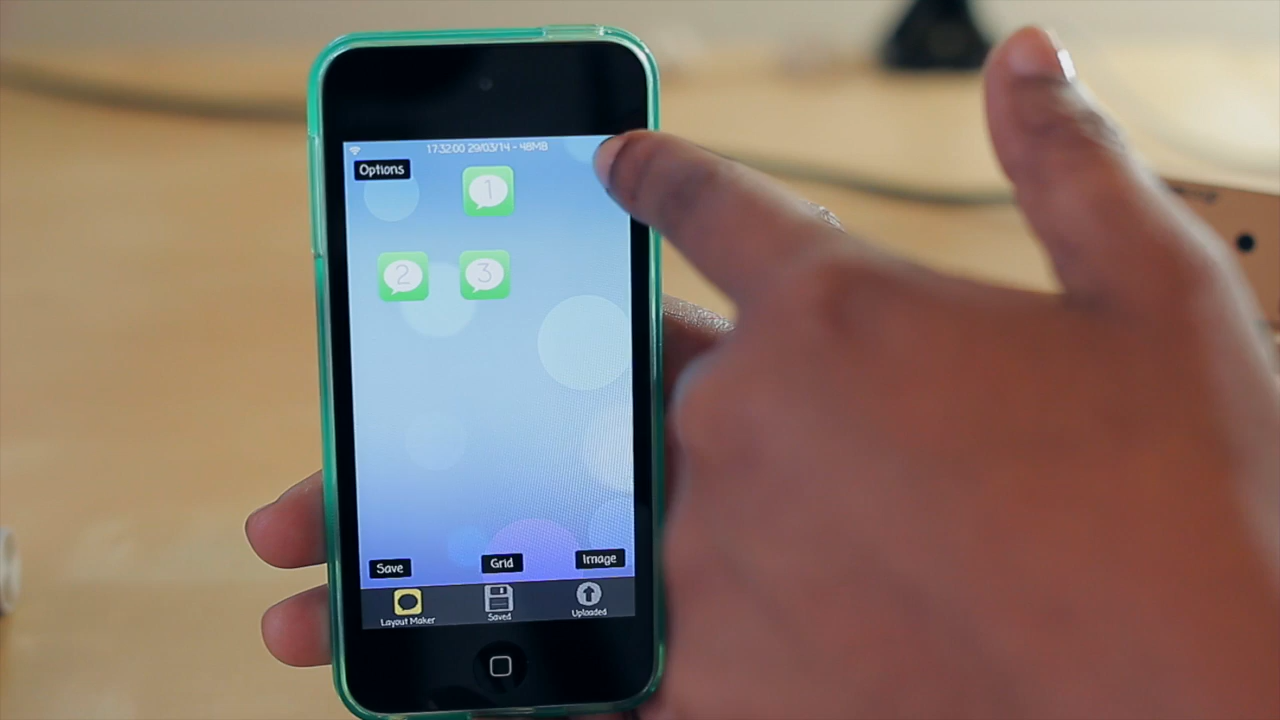 17:32:00 29/03/14 - 48MB
Options
1
2 3
Save Grid Image
Layout Maker Saved Uploaded